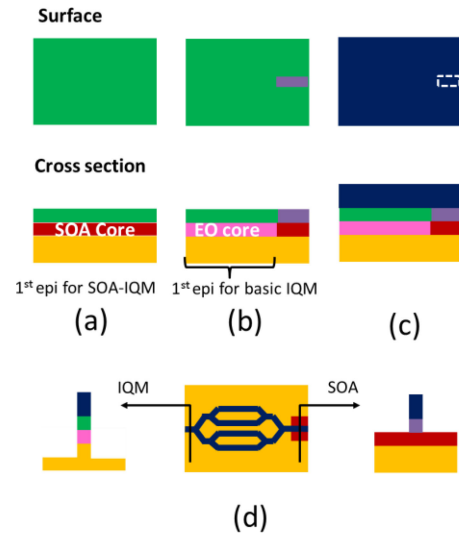 Surface
Cross section
SOA Core
EO core
1st epi for SOA-IQM
1st epi for basic IQM
(a)
(b)
(c)
IQM
SOA
(d)